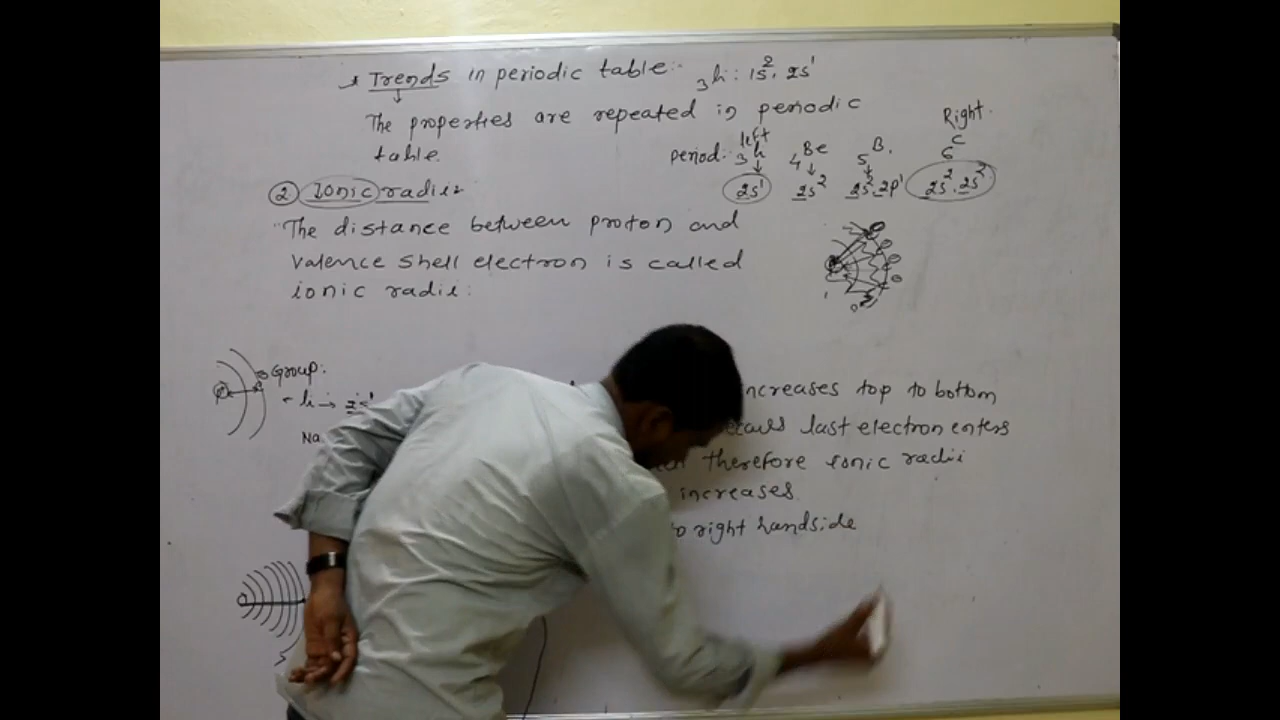 * Trends in periodic table:- ₃Li: 1s². 2s¹
The properties are repeated in periodic
table.
Right.
left
period:- ₃Li ₄Be ₅B. ₆C
2s¹ 2s² 2s². 2p¹ 2s². 2s²
② Ionic radii:
"The distance between proton and
valence shell electron is called
ionic radii:
Group:
Li → 2s¹
Na
increases top to bottom
last electron enters
therefore ionic radii
increases
to right handside